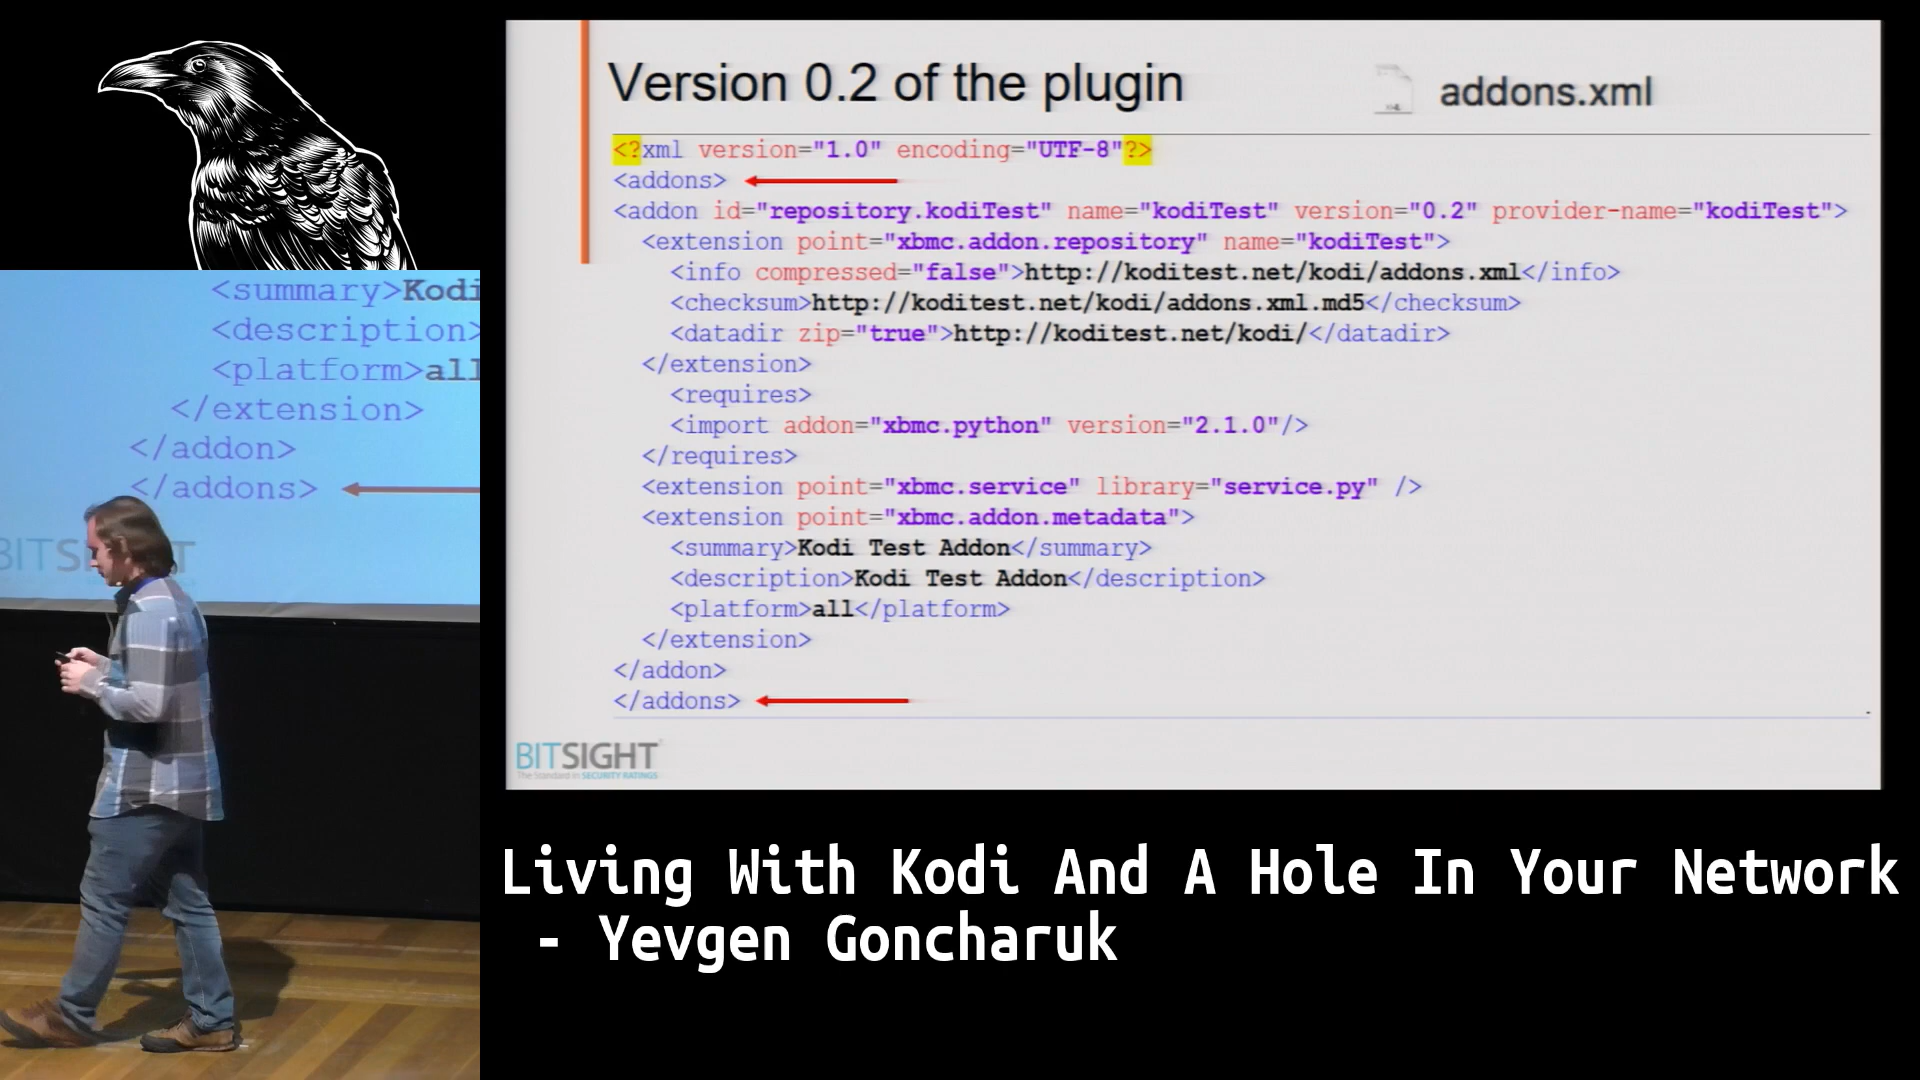 Version 0.2 of the plugin
addons.xml
<?xml version="1.0" encoding="UTF-8"?>
<addons>
<addon id="repository.kodiTest" name="kodiTest" version="0.2" provider-name="kodiTest">
<extension point="xbmc.addon.repository" name="kodiTest">
<info compressed="false">http://koditest.net/kodi/addons.xml</info>
<checksum>http://koditest.net/kodi/addons.xml.md5</checksum>
<datadir zip="true">http://koditest.net/kodi/</datadir>
</extension>
<requires>
<import addon="xbmc.python" version="2.1.0"/>
</requires>
<extension point="xbmc.service" library="service.py" />
<extension point="xbmc.addon.metadata">
<summary>Kodi Test Addon</summary>
<description>Kodi Test Addon</description>
<platform>all</platform>
</extension>
</addon>
</addons>
BITSIGHT
The Standard in SECURITY RATINGS
<summary>Kodi
<description>
<platform>all
</extension>
</addon>
</addons>
Living With Kodi And A Hole In Your Network
- Yevgen Goncharuk